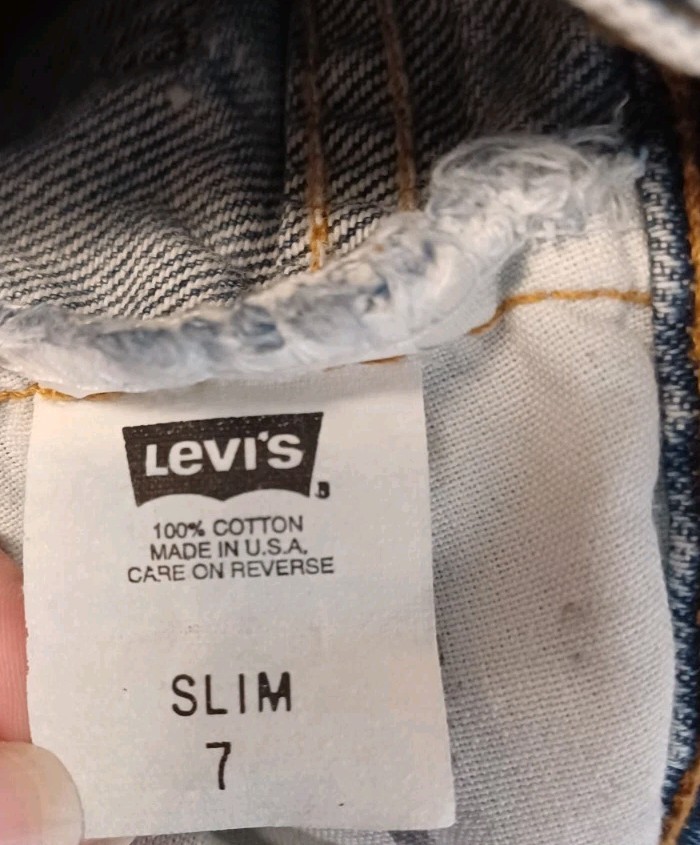 LEVI'S
100% COTTON
MADE IN U.S.A.
CARE ON REVERSE
SLIM
7